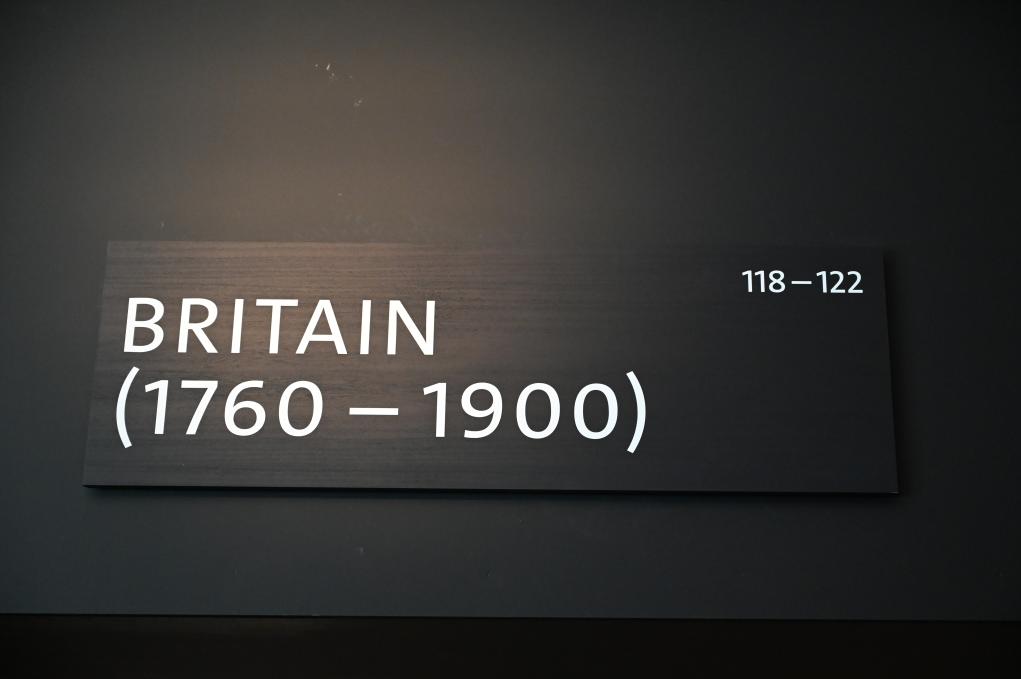 118 – 122
BRITAIN
(1760 – 1900)